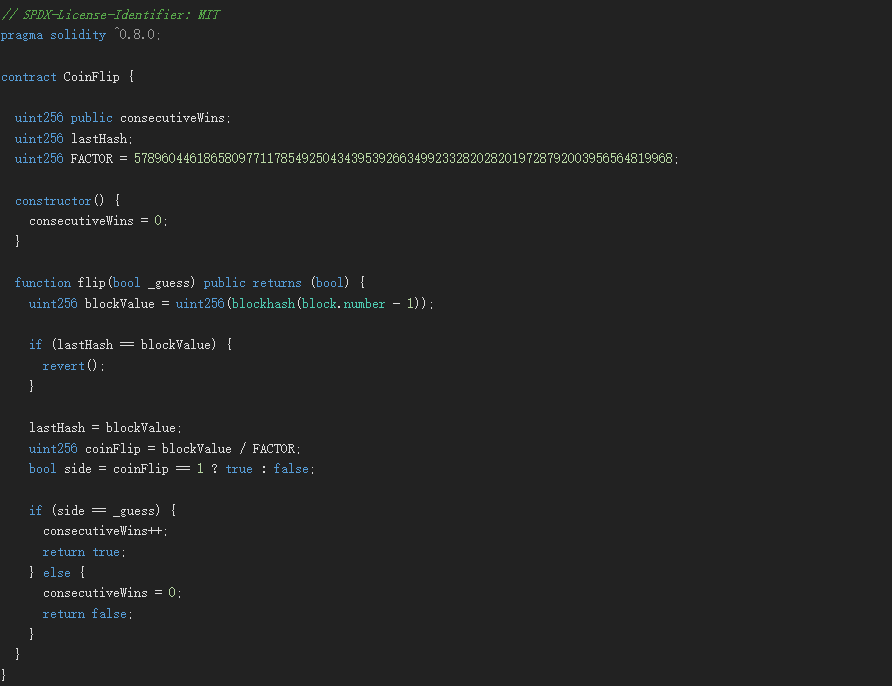 // SPDX-License-Identifier: MIT
pragma solidity ^0.8.0;
contract CoinFlip {
uint256 public consecutiveWins;
uint256 lastHash;
uint256 FACTOR = 57896044618658097711785492504343953926634992332820282019728792003956564819968;
constructor() {
consecutiveWins = 0;
}
function flip(bool _guess) public returns (bool) {
uint256 blockValue = uint256(blockhash(block.number - 1));
if (lastHash == blockValue) {
revert();
}
lastHash = blockValue;
uint256 coinFlip = blockValue / FACTOR;
bool side = coinFlip == 1 ? true : false;
if (side == _guess) {
consecutiveWins++;
return true;
} else {
consecutiveWins = 0;
return false;
}
}
}